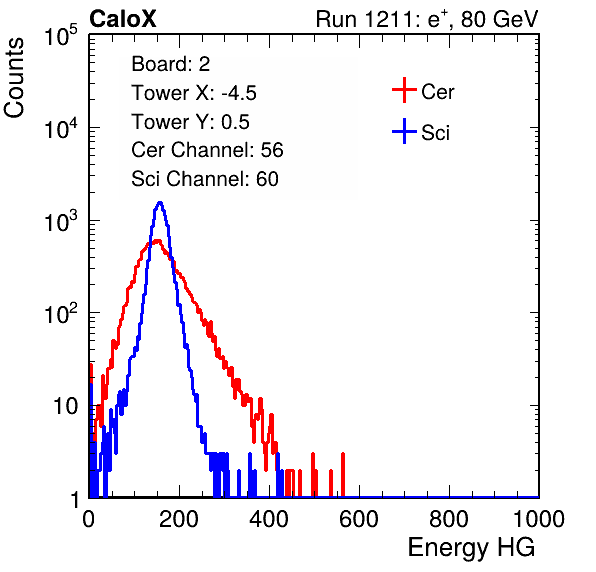 CaloX Run 1211: e⁺, 80 GeV
Counts
10⁵
10⁴
10³
10²
10
1
Board: 2
Tower X: -4.5
Tower Y: 0.5
Cer Channel: 56
Sci Channel: 60
Cer
Sci
0 200 400 600 800 1000
Energy HG